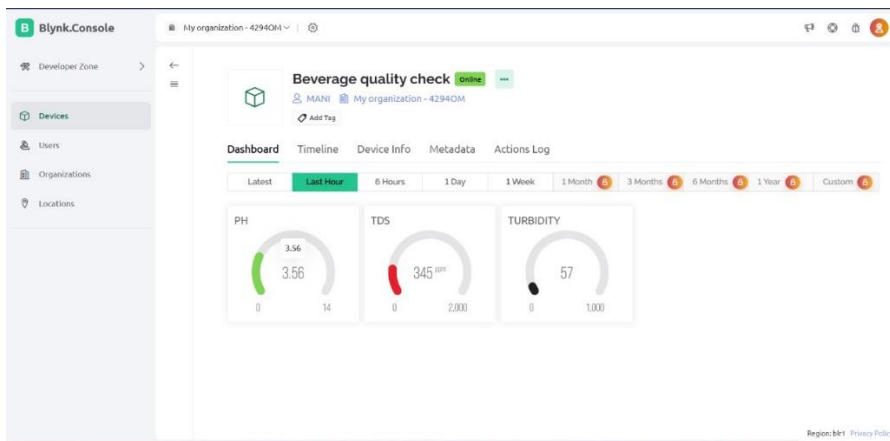 B Blynk.Console
My organization - 4294OM
Developer Zone
Devices
Users
Organizations
Locations
Beverage quality check Online
MANI My organization - 4294OM
Add Tag
Dashboard Timeline Device Info Metadata Actions Log
Latest Last Hour 6 Hours 1 Day 1 Week 1 Month 3 Months 6 Months 1 Year Custom
PH
3.56
3.56
0 14
TDS
345 ppm
0 2,000
TURBIDITY
57
0 1,000
Region: blr1 Privacy Policy